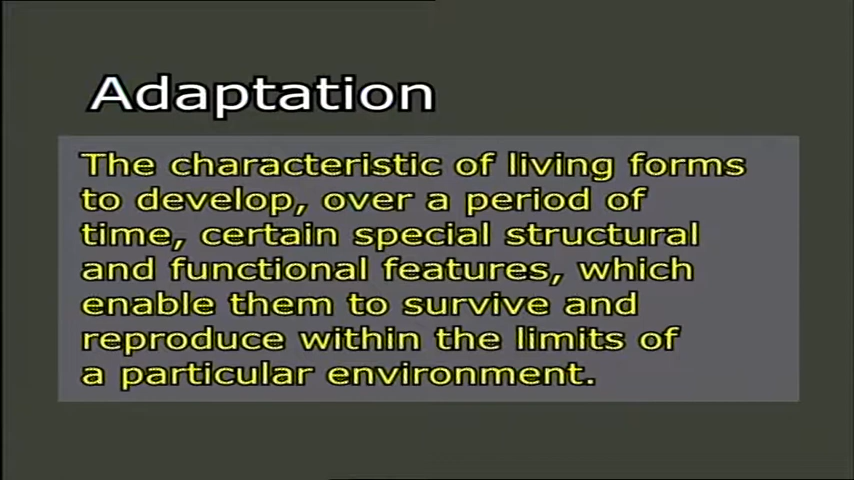 Adaptation
The characteristic of living forms
to develop, over a period of
time, certain special structural
and functional features, which
enable them to survive and
reproduce within the limits of
a particular environment.